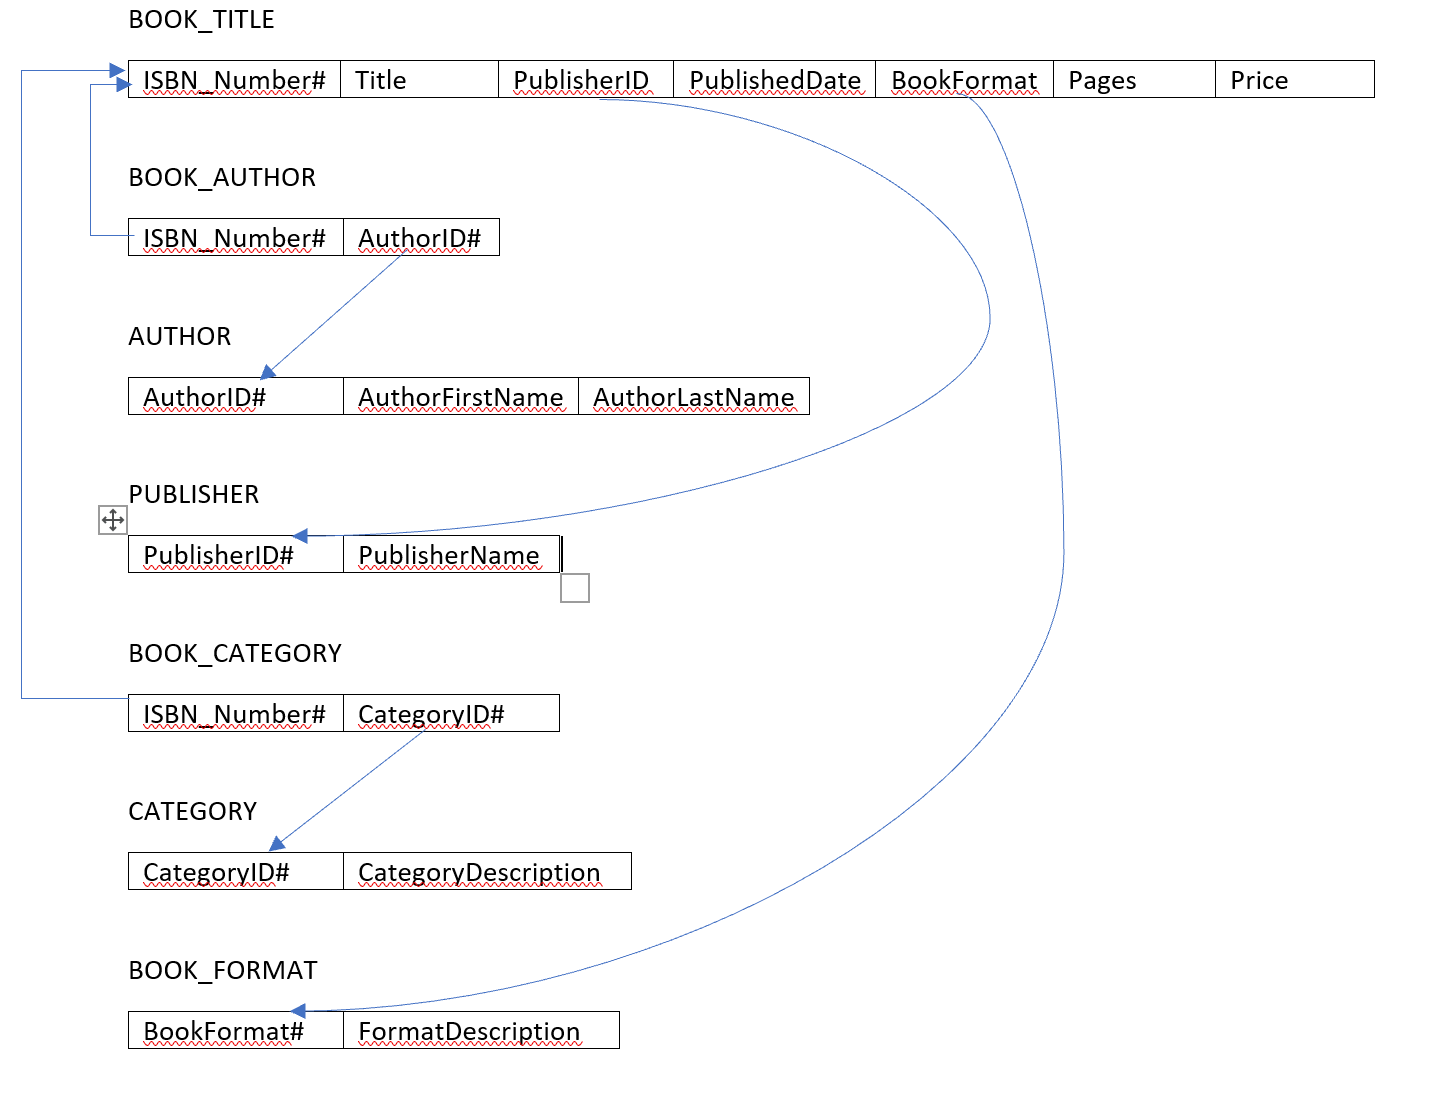 BOOK_TITLE
ISBN_Number# Title PublisherID PublishedDate BookFormat Pages Price
BOOK_AUTHOR
ISBN_Number# AuthorID#
AUTHOR
AuthorID# AuthorFirstName AuthorLastName
PUBLISHER
PublisherID# PublisherName
BOOK_CATEGORY
ISBN_Number# CategoryID#
CATEGORY
CategoryID# CategoryDescription
BOOK_FORMAT
BookFormat# FormatDescription